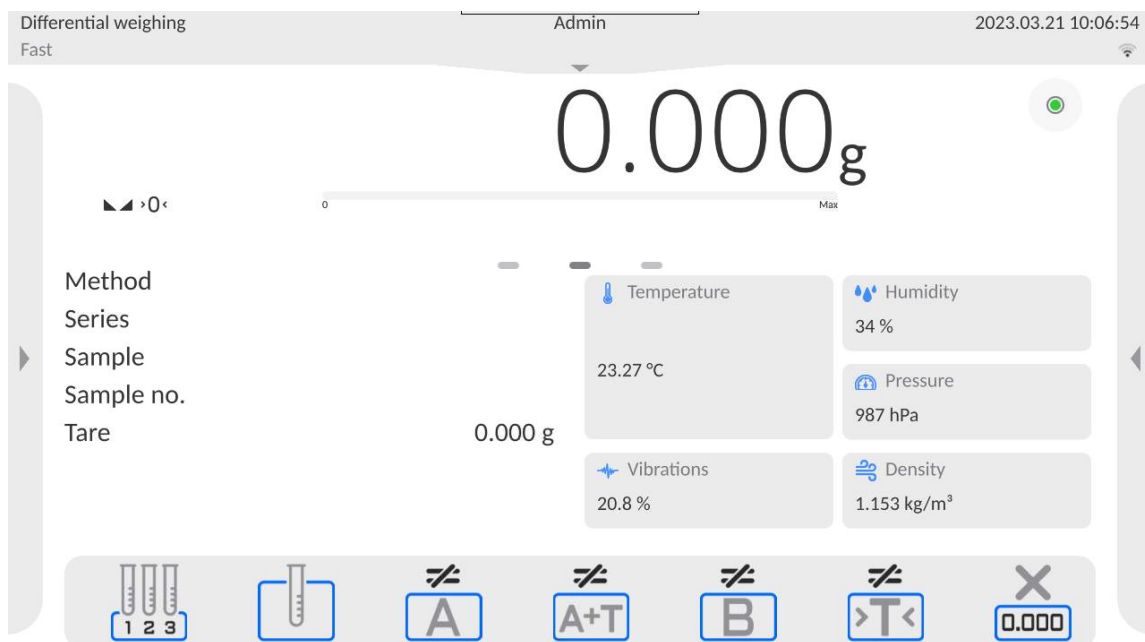 Differential weighing
Admin
2023.03.21 10:06:54
Fast
0.000 g
>0<
0
Max
Method
Series
Sample
Sample no.
Tare 0.000 g
Temperature
23.27 °C
Humidity
34 %
Pressure
987 hPa
Vibrations
20.8 %
Density
1.153 kg/m³
1 2 3
A
A+T
B
>T<
0.000